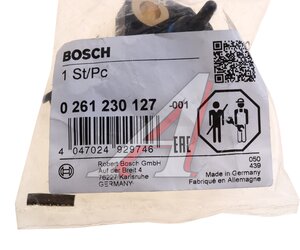 BOSCH
1 St/Pc
0 261 230 127 -001
4 047024 929746
EAC
Robert Bosch GmbH
Auf der Breit 4
76227 Karlsruhe
GERMANY
050
439
Made in Germany
Fabriqué en Allemagne